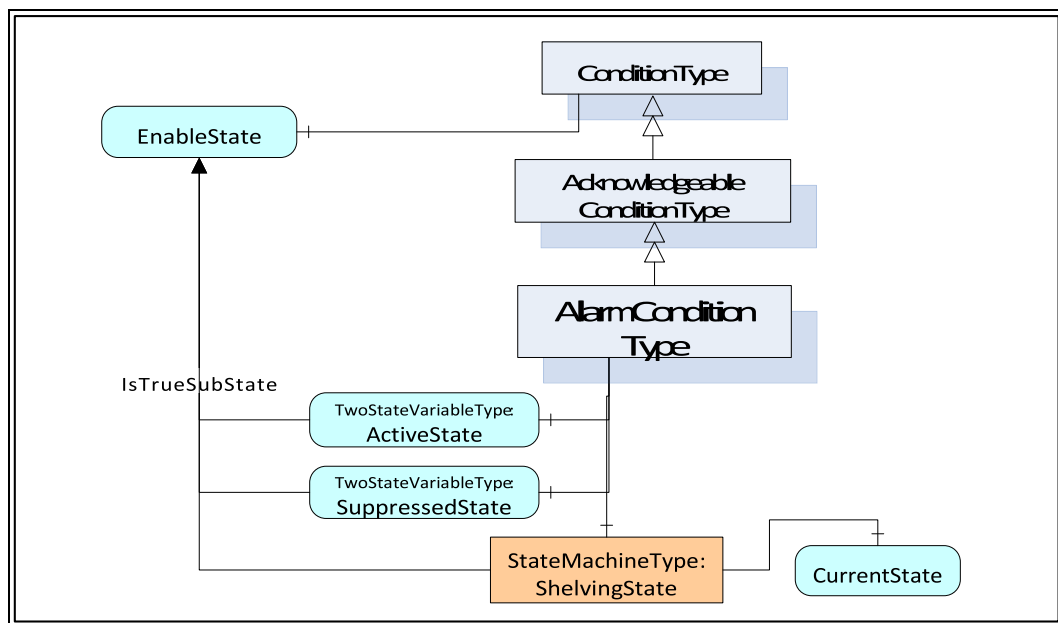 ConditionType
EnableState
Acknowledgeable
ConditionType
AlarmCondition
Type
IsTrueSubState
TwoStateVariableType:
ActiveState
TwoStateVariableType:
SuppressedState
StateMachineType:
ShelvingState
CurrentState